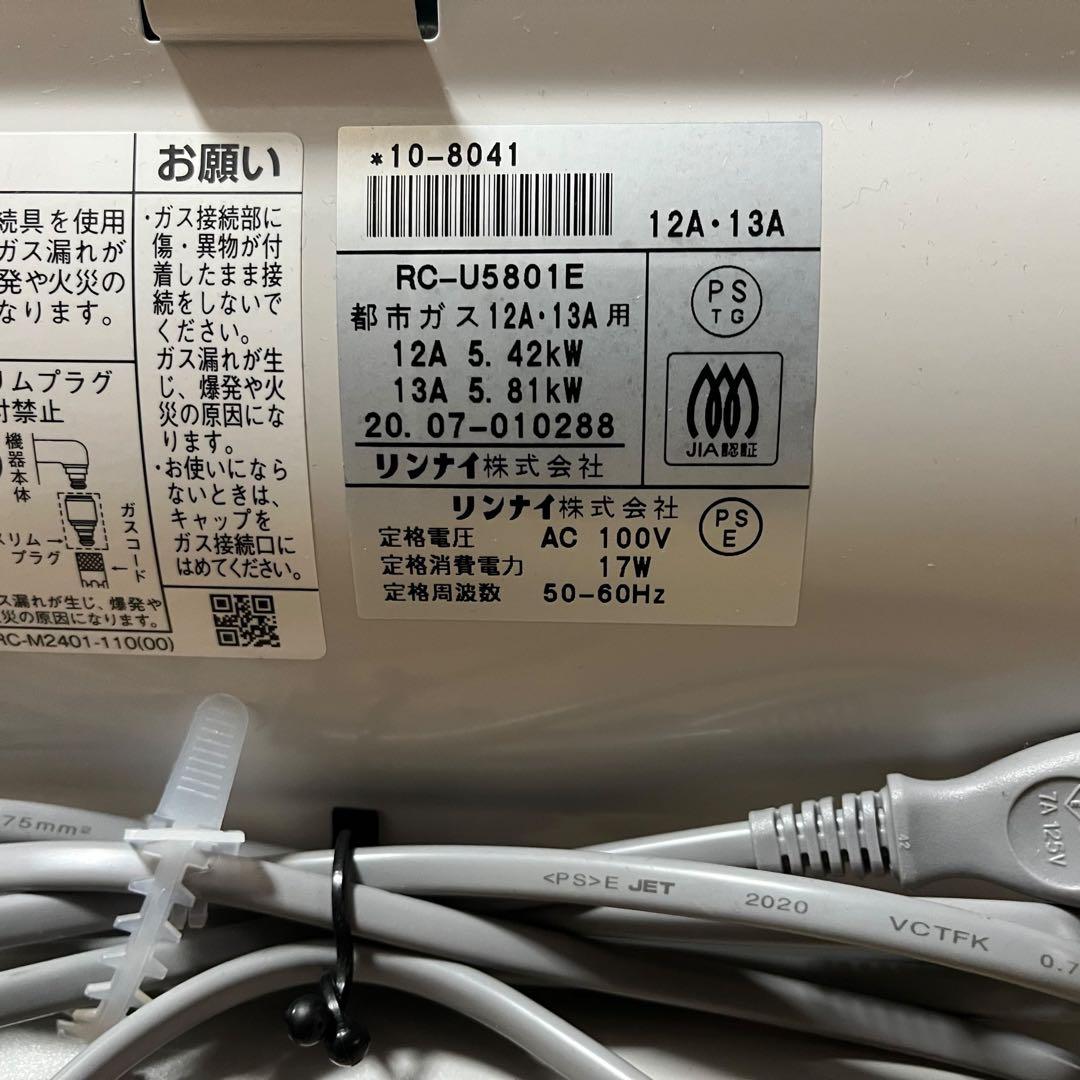 お願い
続具を使用
ガス漏れが
発や火災の
なります。
リムプラグ
付禁止
機器本体
スリム
プラグ
ガスコード
ス漏れが生じ、爆発や
火災の原因になります。
RC-M2401-110(00)
・ガス接続部に
傷・異物が付
着したまま接
続をしないで
ください。
ガス漏れが生
じ、爆発や火
災の原因にな
ります。
・お使いになら
ないときは、
キャップを
ガス接続口に
はめてください。
*10-8041
12A・13A
RC-U5801E
都市ガス12A・13A用
12A 5.42kW
13A 5.81kW
20.07-010288
リンナイ株式会社
PS
TG
JIA認証
リンナイ株式会社
定格電圧 AC 100V
定格消費電力 17W
定格周波数 50-60Hz
PS
E
75mm²
<PS>E JET 2020 VCTFK 0.7
42
7A 125V